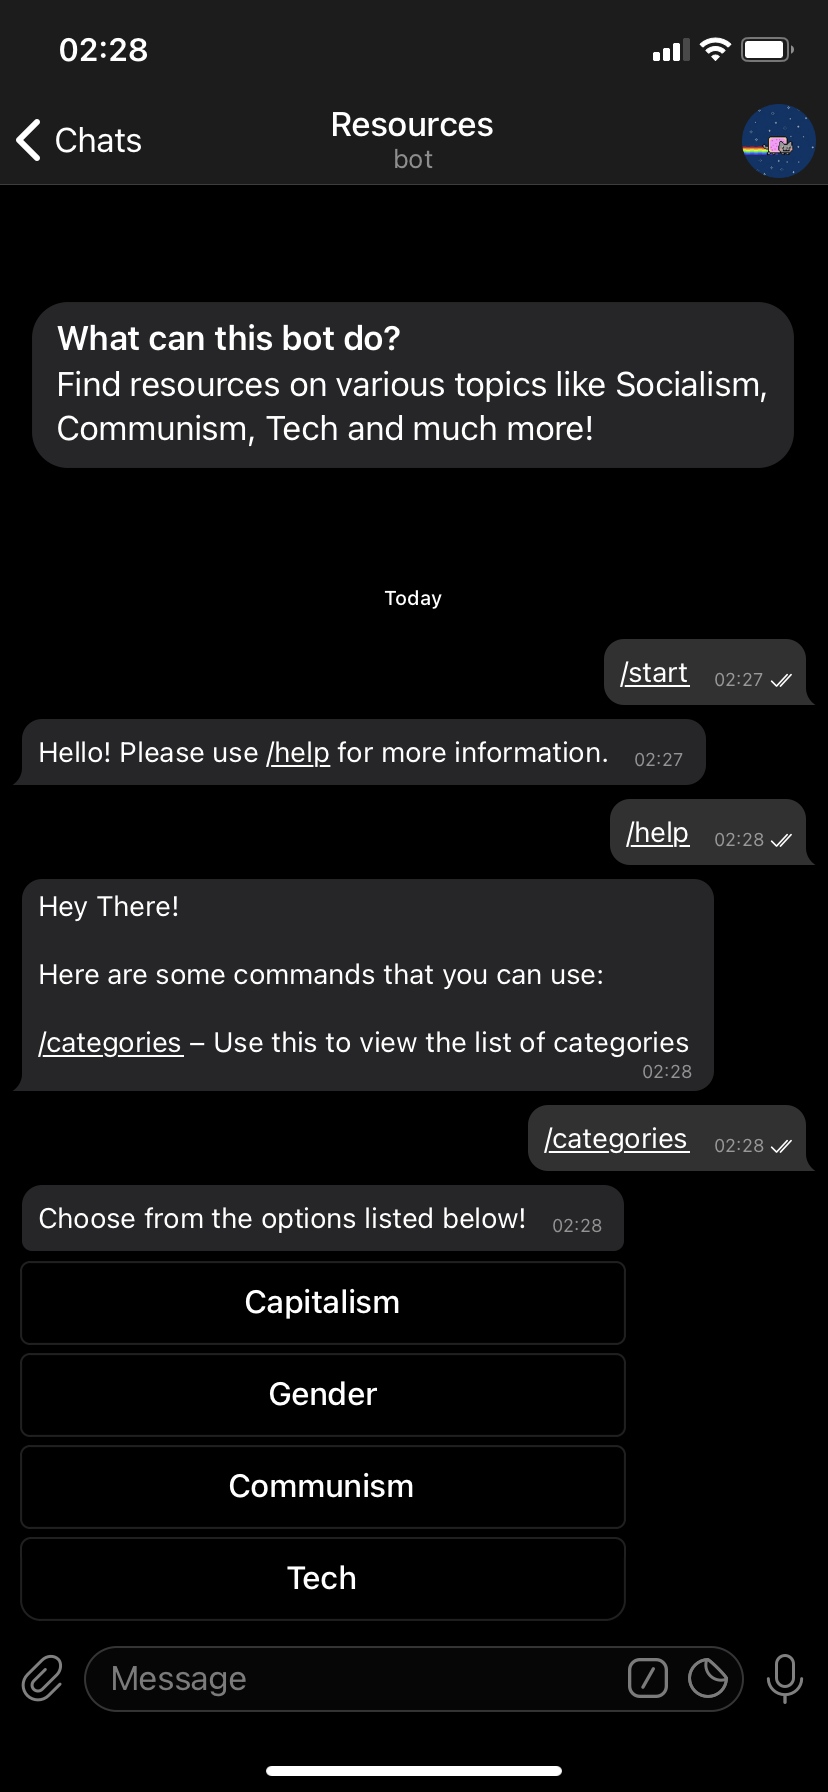 02:28
Chats
Resources
bot
What can this bot do?
Find resources on various topics like Socialism,
Communism, Tech and much more!
Today
/start 02:27
Hello! Please use /help for more information. 02:27
/help 02:28
Hey There!
Here are some commands that you can use:
/categories – Use this to view the list of categories
02:28
/categories 02:28
Choose from the options listed below! 02:28
Capitalism
Gender
Communism
Tech
Message